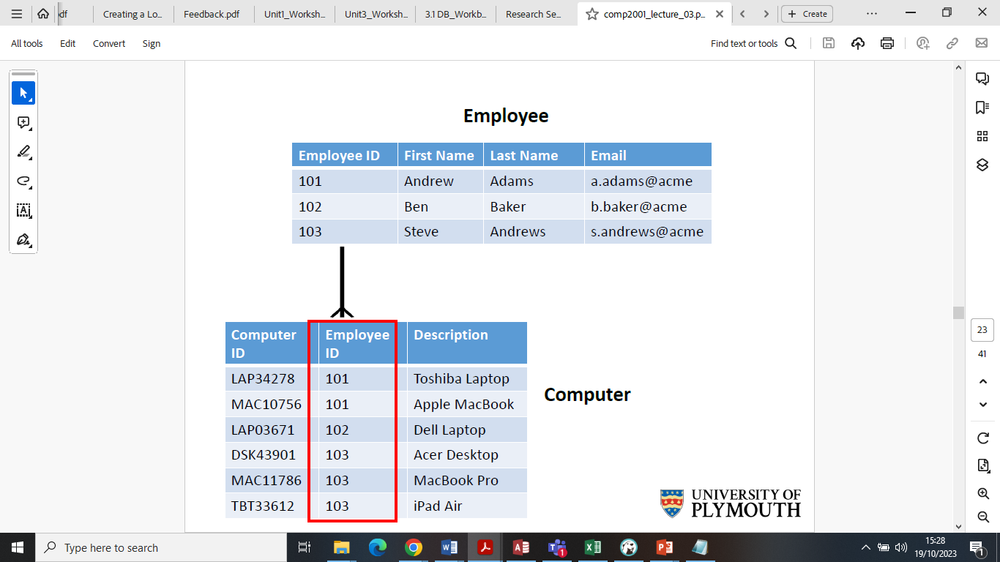 df
Creating a Lo...
Feedback.pdf
Unit1_Worksh...
Unit3_Worksh...
3.1 DB_Workb...
Research Se...
comp2001_lecture_03.p...
Create
All tools Edit Convert Sign
Find text or tools
Employee
Employee ID First Name Last Name Email
101 Andrew Adams a.adams@acme
102 Ben Baker b.baker@acme
103 Steve Andrews s.andrews@acme
Computer ID Employee ID Description
LAP34278 101 Toshiba Laptop
MAC10756 101 Apple MacBook
LAP03671 102 Dell Laptop
DSK43901 103 Acer Desktop
MAC11786 103 MacBook Pro
TBT33612 103 iPad Air
Computer
UNIVERSITY OF
PLYMOUTH
23
41
Type here to search
1
15:28
19/10/2023
1